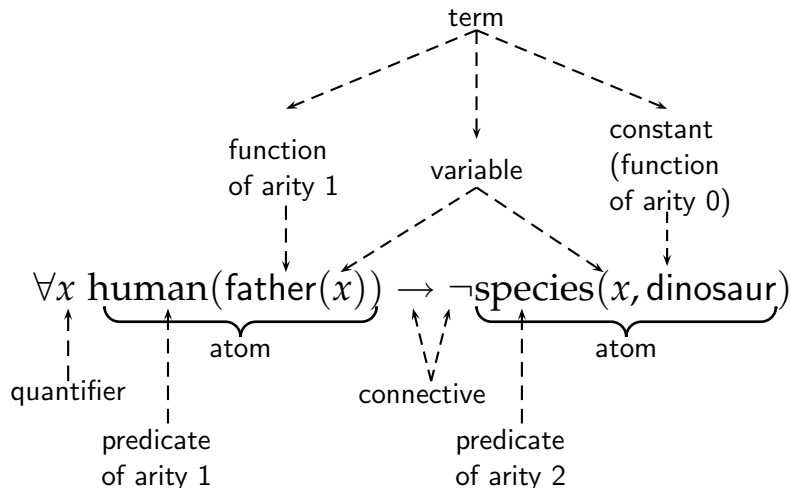 term
function
of arity 1
variable
constant
(function
of arity 0)
∀x human(father(x)) → ¬species(x, dinosaur)
atom
atom
quantifier
connective
predicate
of arity 1
predicate
of arity 2